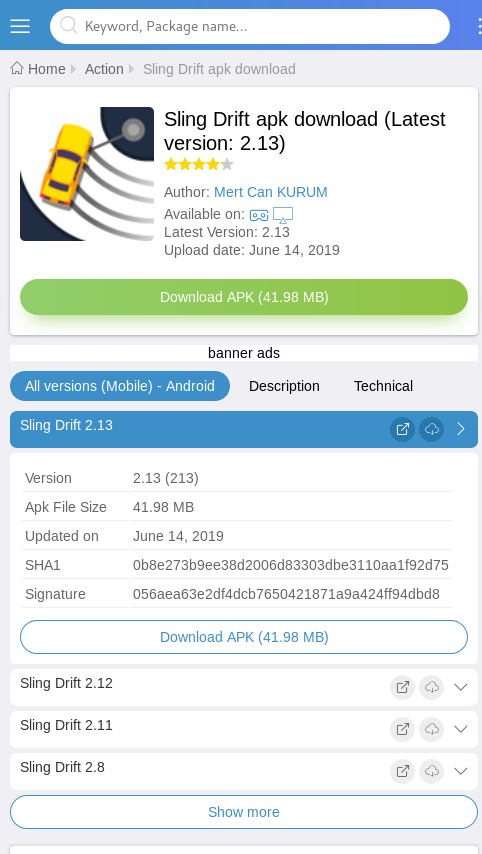 Keyword, Package name...
Home Action Sling Drift apk download
Sling Drift apk download (Latest
version: 2.13)
Author: Mert Can KURUM
Available on:
Latest Version: 2.13
Upload date: June 14, 2019
Download APK (41.98 MB)
banner ads
All versions (Mobile) - Android Description Technical
Sling Drift 2.13
Version 2.13 (213)
Apk File Size 41.98 MB
Updated on June 14, 2019
SHA1 0b8e273b9ee38d2006d83303dbe3110aa1f92d75
Signature 056aea63e2df4dcb7650421871a9a424ff94dbd8
Download APK (41.98 MB)
Sling Drift 2.12
Sling Drift 2.11
Sling Drift 2.8
Show more